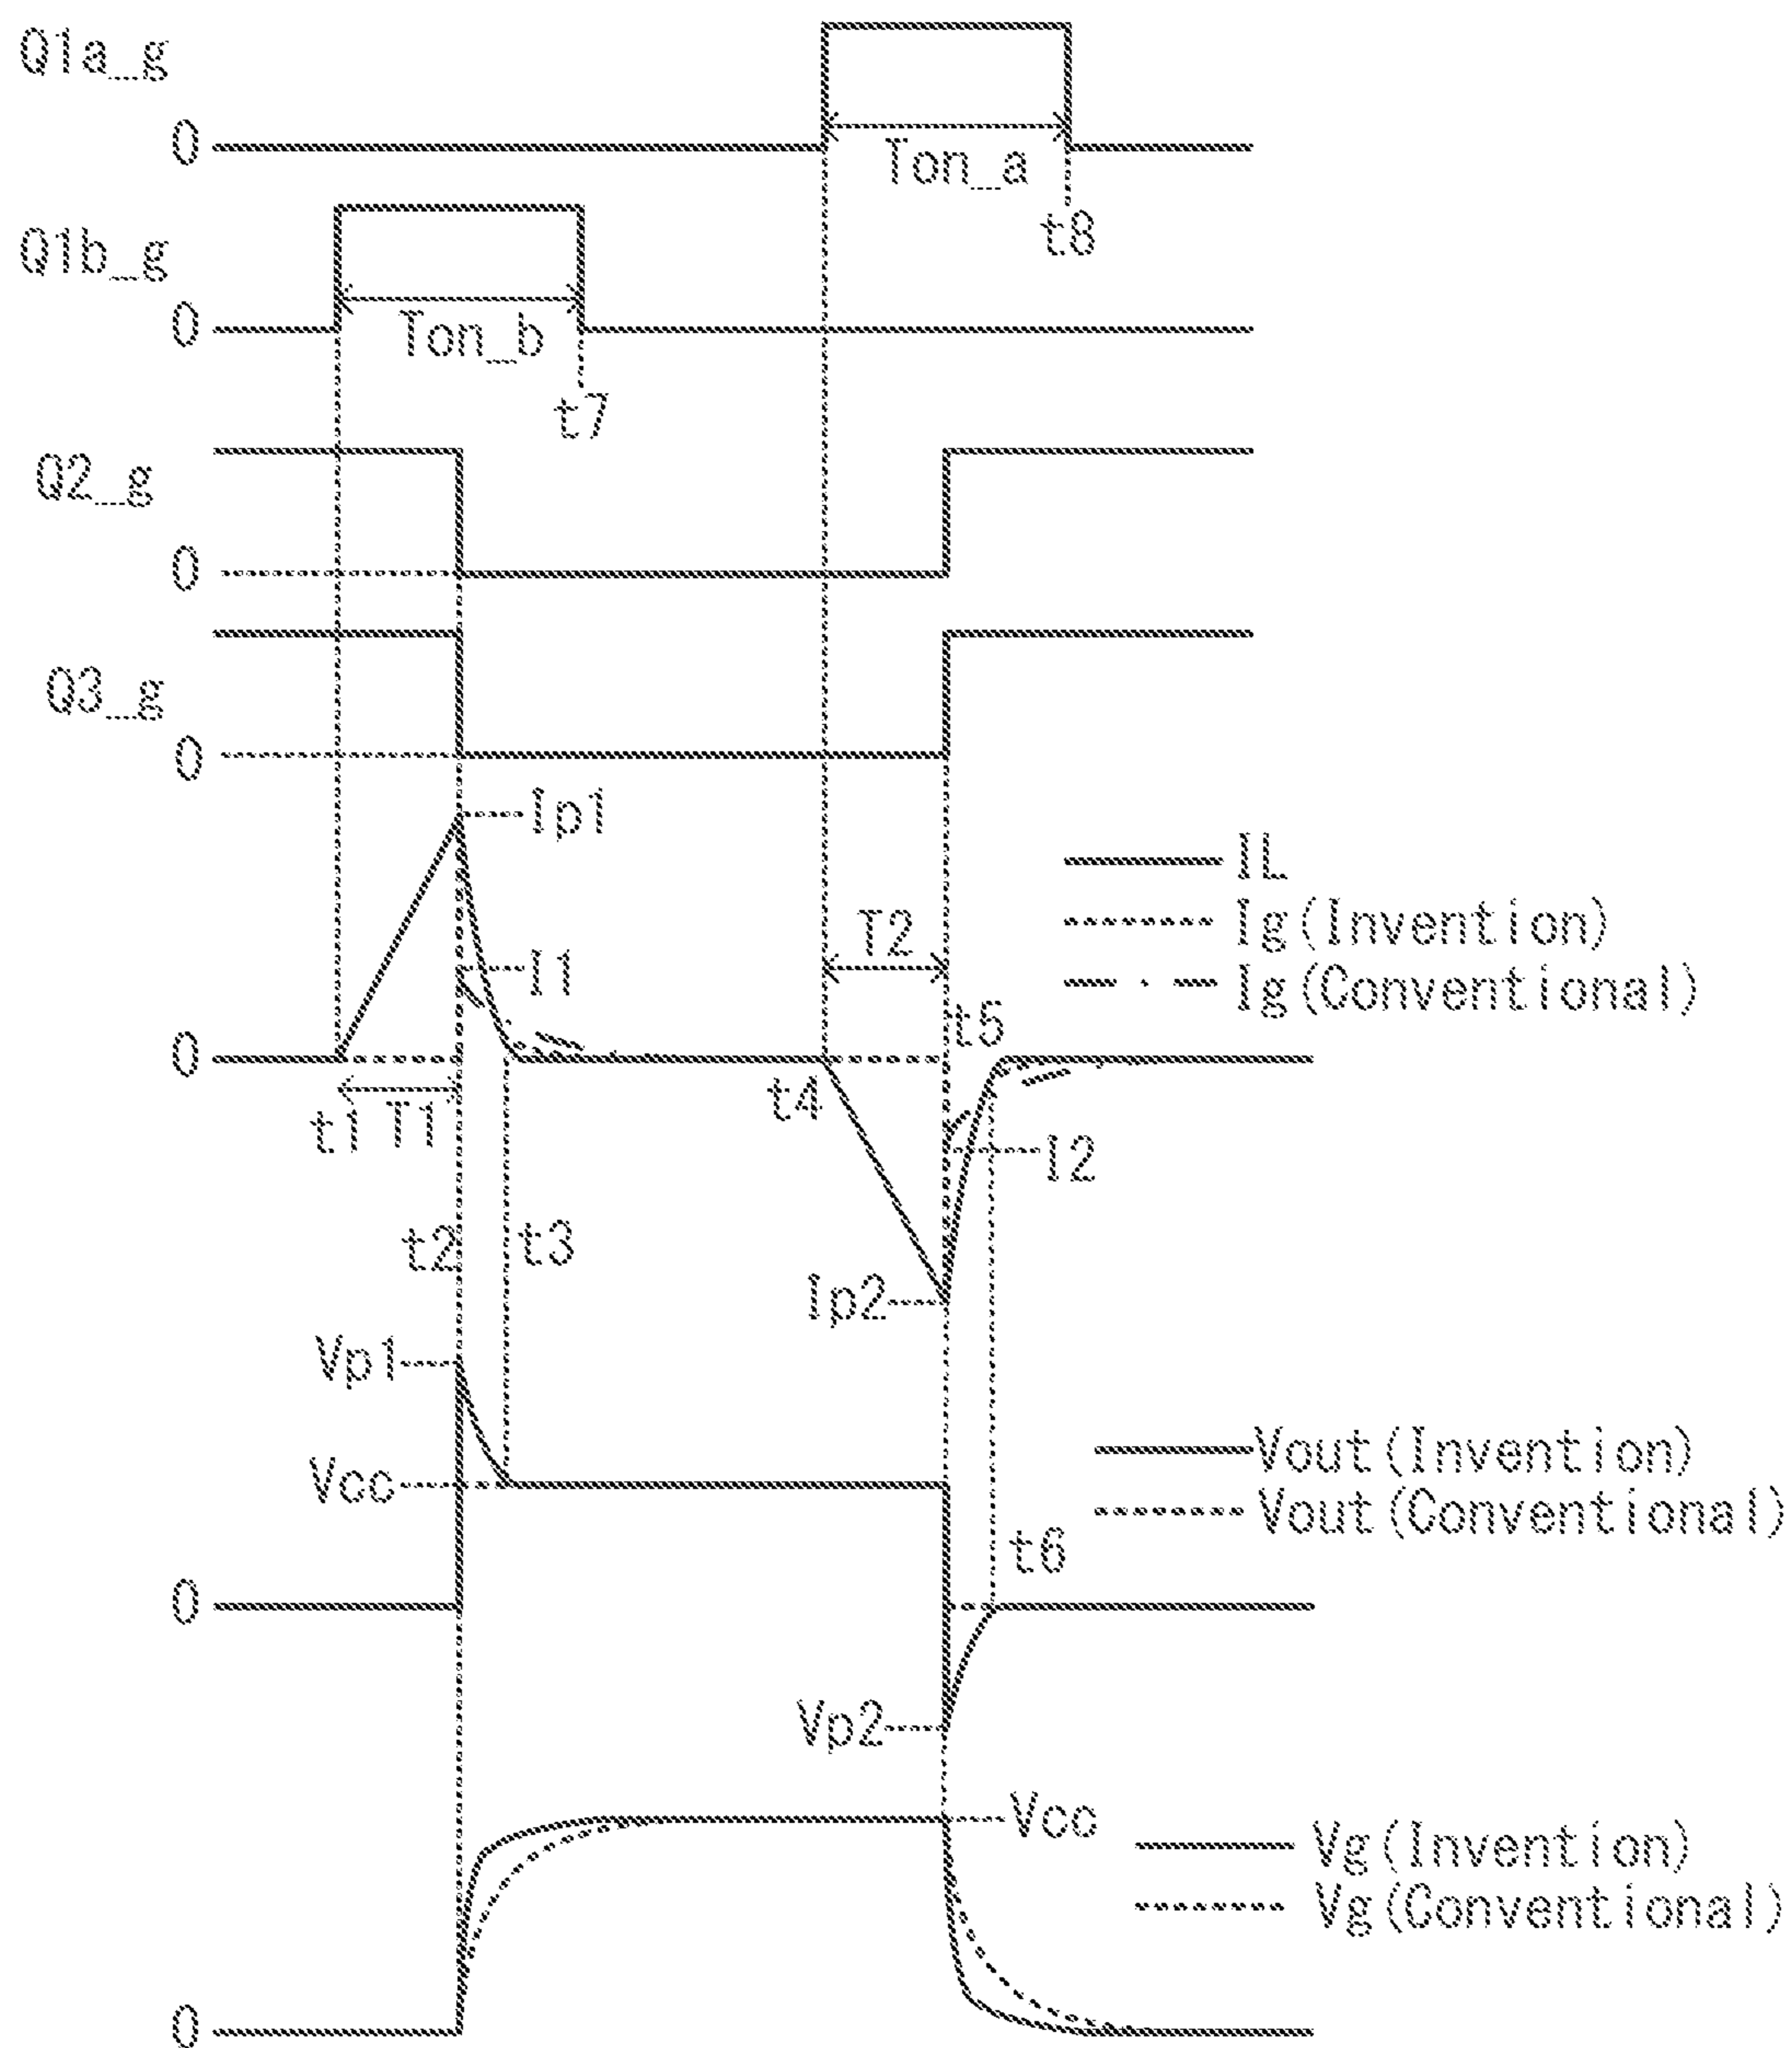 Q1a_g
0
Ton_a
t8
Q1b_g
0
Ton_b
t7
Q2_g
0
Q3_g
0
Ip1
IL
Ig(Invention)
Ig(Conventional)
T2
I1
t5
0
t4
t1
T1
I2
t2
t3
Ip2
Vp1
Vout(Invention)
Vcc
Vout(Conventional)
t6
0
Vp2
Vcc
Vg(Invention)
Vg(Conventional)
0